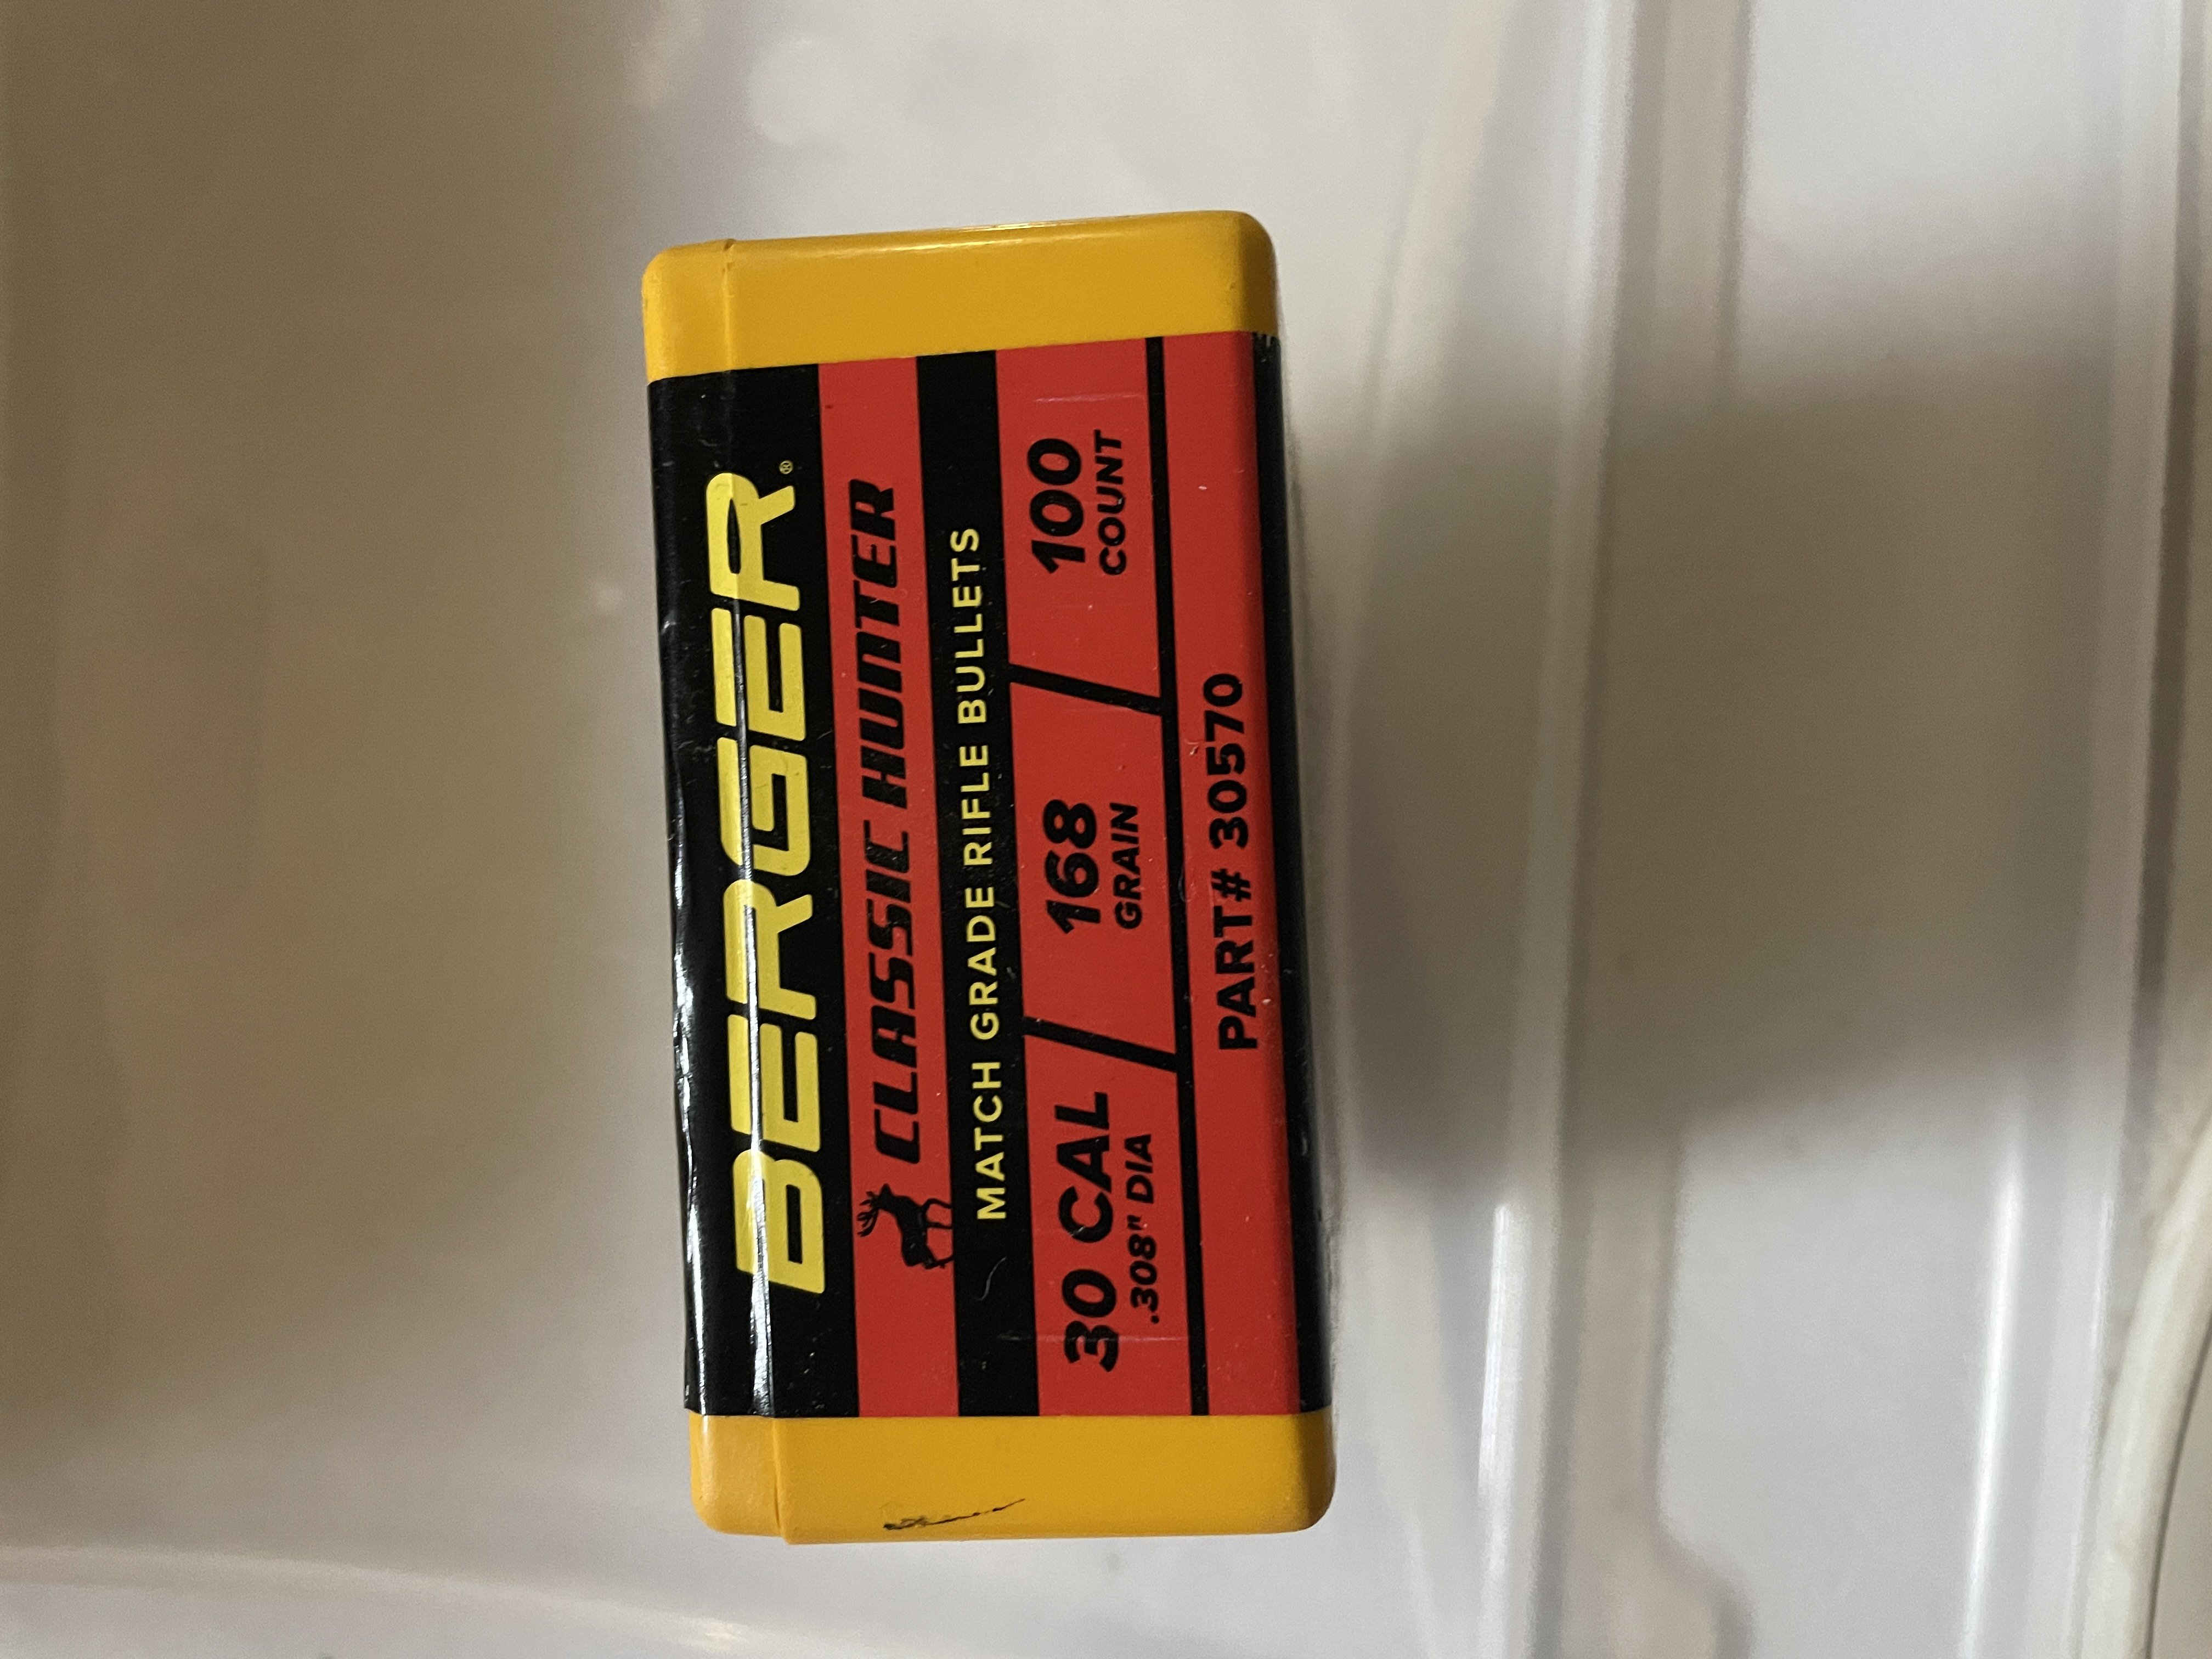 BERGER®
CLASSIC HUNTER
MATCH GRADE RIFLE BULLETS
30 CAL
.308" DIA
168
GRAIN
100
COUNT
PART# 30570